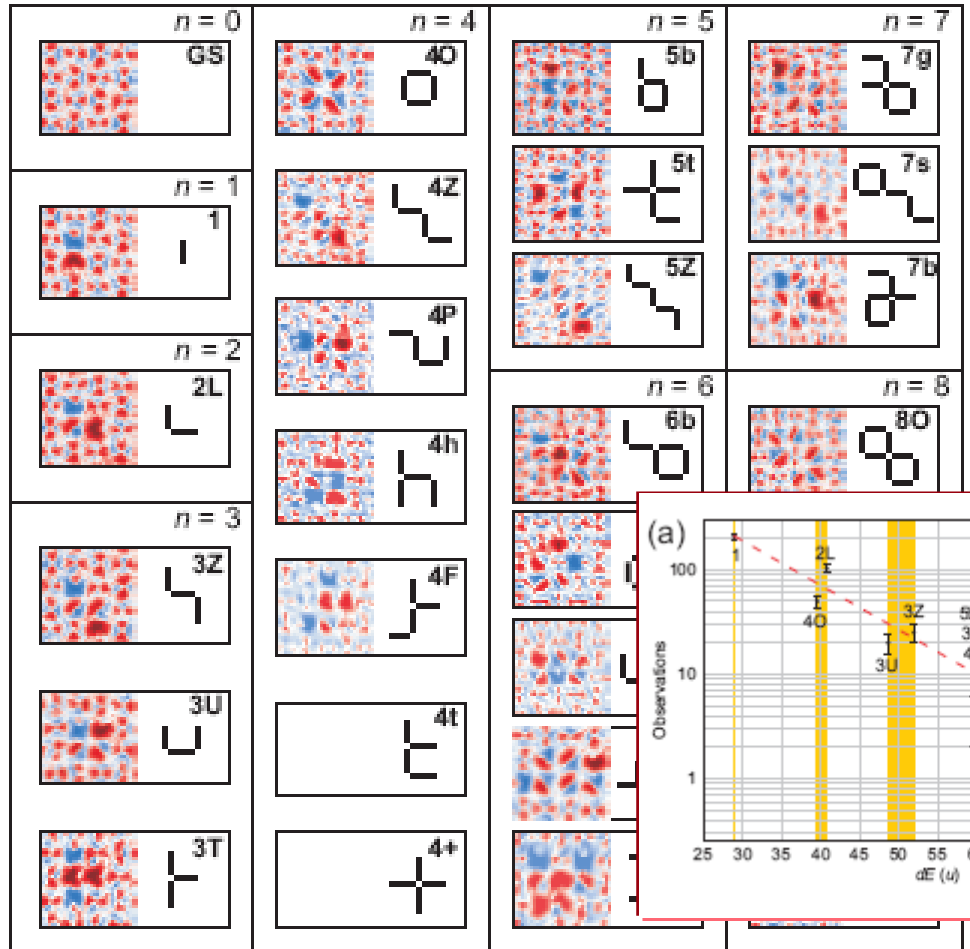 n = 0
GS
n = 1
1
n = 2
2L
n = 3
3Z
3U
3T
n = 4
4O
4Z
4P
4h
4F
4t
4+
n = 5
5b
5t
5Z
n = 6
6b
n = 7
7g
7s
7b
n = 8
8O
(a)
Observations
100
10
1
1
2L
4O
3Z
3U
25 30 35 40 45 50 55
dE (u)